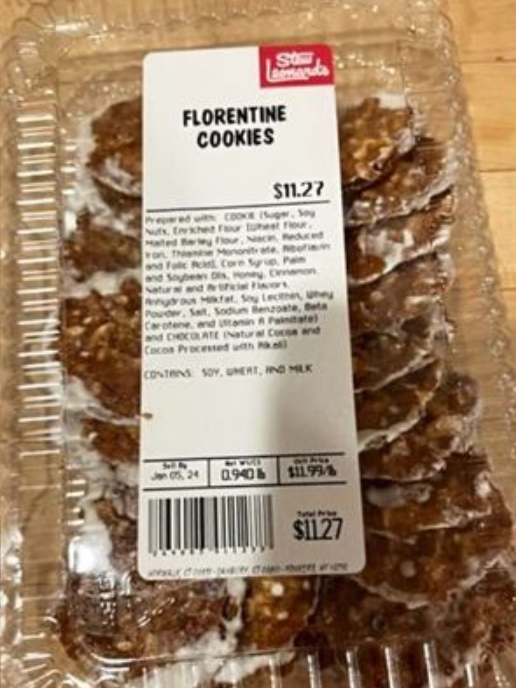 Stew
Leonard's
FLORENTINE
COOKIES
$11.27
Prepared with: COOKIE (Sugar, Soy
Nuts, Enriched Flour (Wheat Flour,
Malted Barley Flour, Niacin, Reduced
Iron, Thiamine Mononitrate, Riboflavin
and Folic Acid), Corn Syrup, Palm
and Soybean Oils, Honey, Cinnamon,
Natural and Artificial Flavors,
Anhydrous Milkfat, Soy Lecithin, Whey
Powder, Salt, Sodium Benzoate, Beta
Carotene, and Vitamin A Palmitate)
and CHOCOLATE (Natural Cocoa and
Cocoa Processed with Alkali)
CONTAINS: SOY, WHEAT, AND MILK
Sell By Net Wt/Ct Unit Price
Jan 05, 24 0.940 lb $11.99/lb
Total Price
$11.27